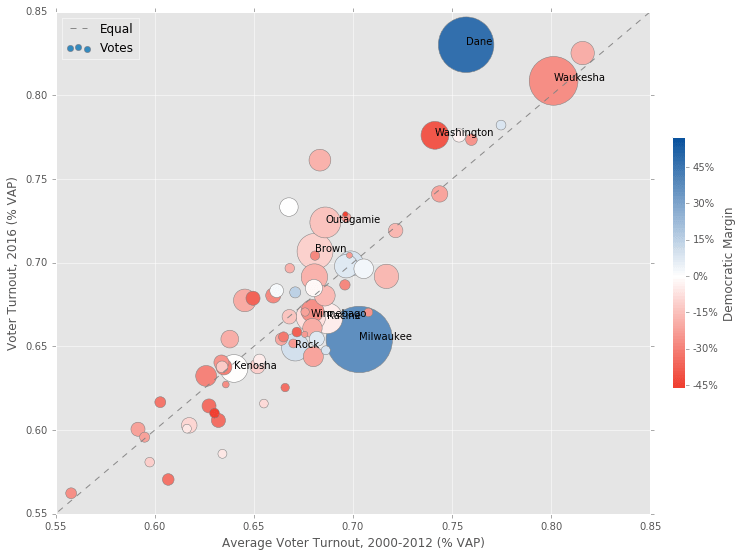 Equal
Votes
0.85
0.80
0.75
0.70
0.65
0.60
0.55
Voter Turnout, 2016 (% VAP)
Dane
Waukesha
Washington
Outagamie
Brown
Winnebago
Racine
Milwaukee
Rock
Kenosha
0.55 0.60 0.65 0.70 0.75 0.80 0.85
Average Voter Turnout, 2000-2012 (% VAP)
45%
30%
15%
0%
-15%
-30%
-45%
Democratic Margin